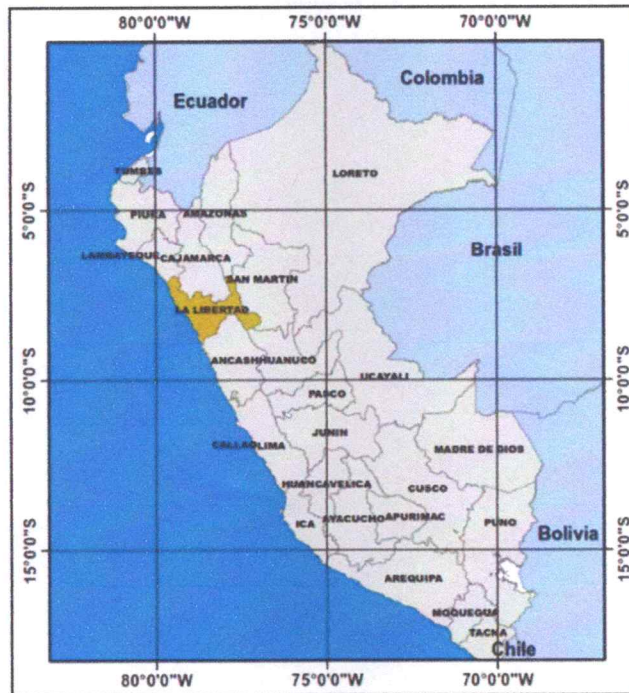 80°0'0"W 75°0'0"W 70°0'0"W
Colombia
Ecuador
TUMBES
LORETO
5°0'0"S 5°0'0"S
PIURA AMAZONAS
Brasil
LAMBAYEQUE CAJAMARCA
SAN MARTIN
LA LIBERTAD
ANCASH HUANUCO
UCAYALI
10°0'0"S 10°0'0"S
PASCO
JUNIN
CALLAO LIMA
MADRE DE DIOS
HUANCAVELICA
CUSCO
ICA AYACUCHO APURIMAC PUNO
Bolivia
15°0'0"S 15°0'0"S
AREQUIPA
MOQUEGUA
TACNA
Chile
80°0'0"W 75°0'0"W 70°0'0"W